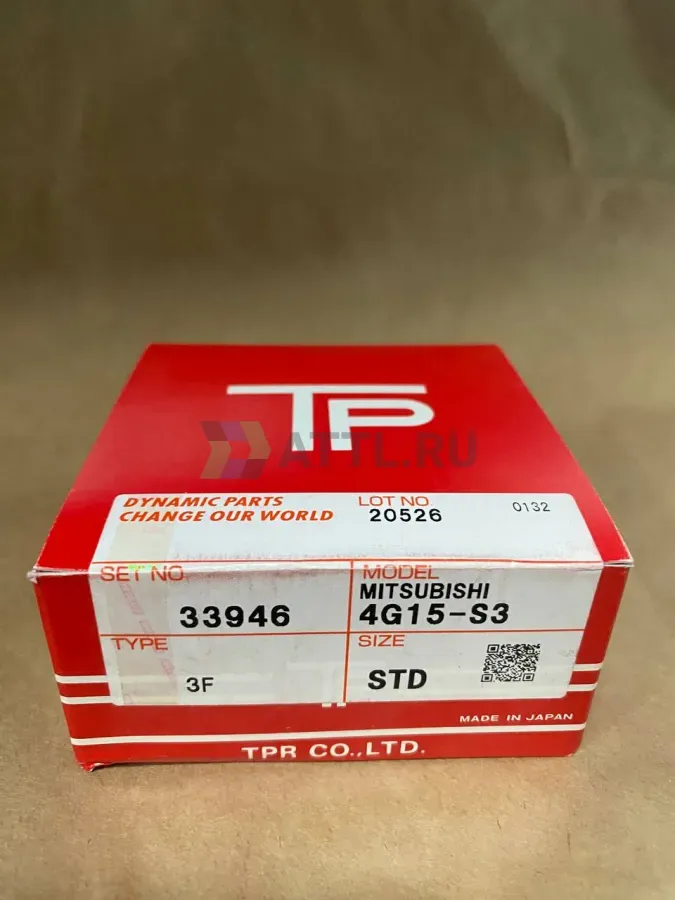 TP
ATTL.RU
DYNAMIC PARTS
CHANGE OUR WORLD
LOT NO
20526
0132
SET NO.
33946
MODEL
MITSUBISHI
4G15-S3
TYPE
3F
SIZE
STD
MADE IN JAPAN
TPR CO.,LTD.